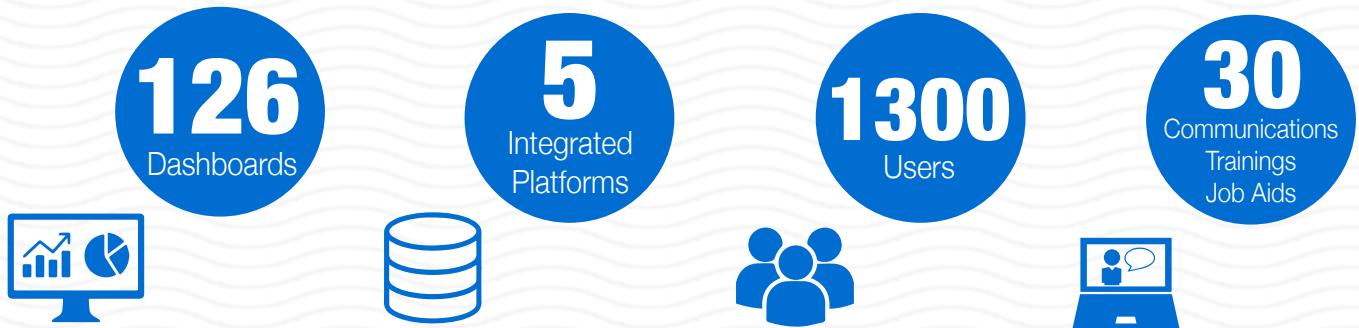 126
Dashboards
5
Integrated
Platforms
1300
Users
30
Communications
Trainings
Job Aids